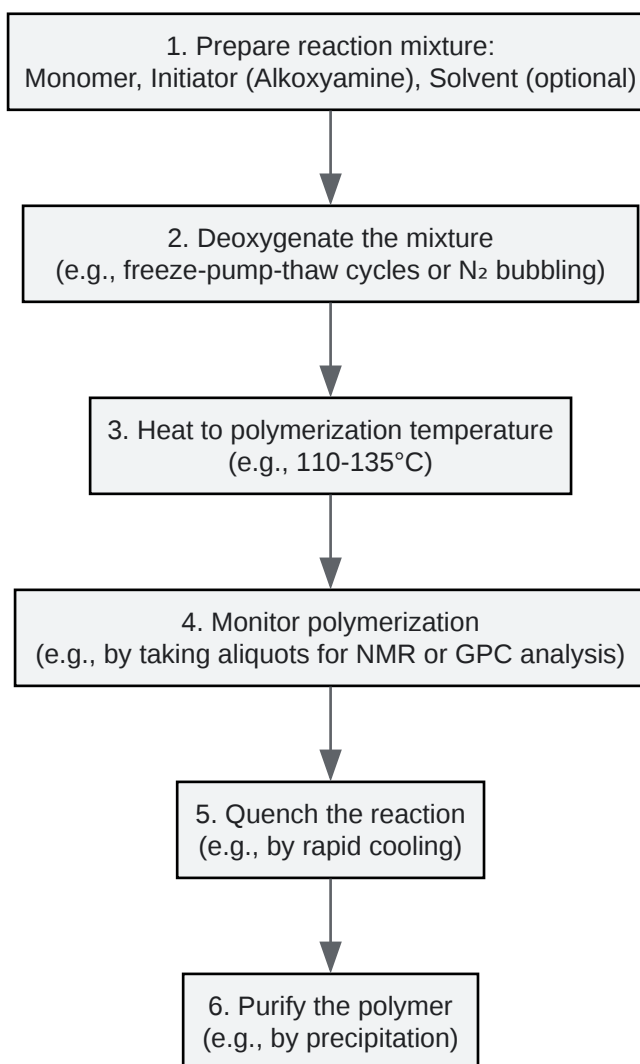 1. Prepare reaction mixture:
Monomer, Initiator (Alkoxyamine), Solvent (optional)
2. Deoxygenate the mixture
(e.g., freeze-pump-thaw cycles or N₂ bubbling)
3. Heat to polymerization temperature
(e.g., 110-135°C)
4. Monitor polymerization
(e.g., by taking aliquots for NMR or GPC analysis)
5. Quench the reaction
(e.g., by rapid cooling)
6. Purify the polymer
(e.g., by precipitation)